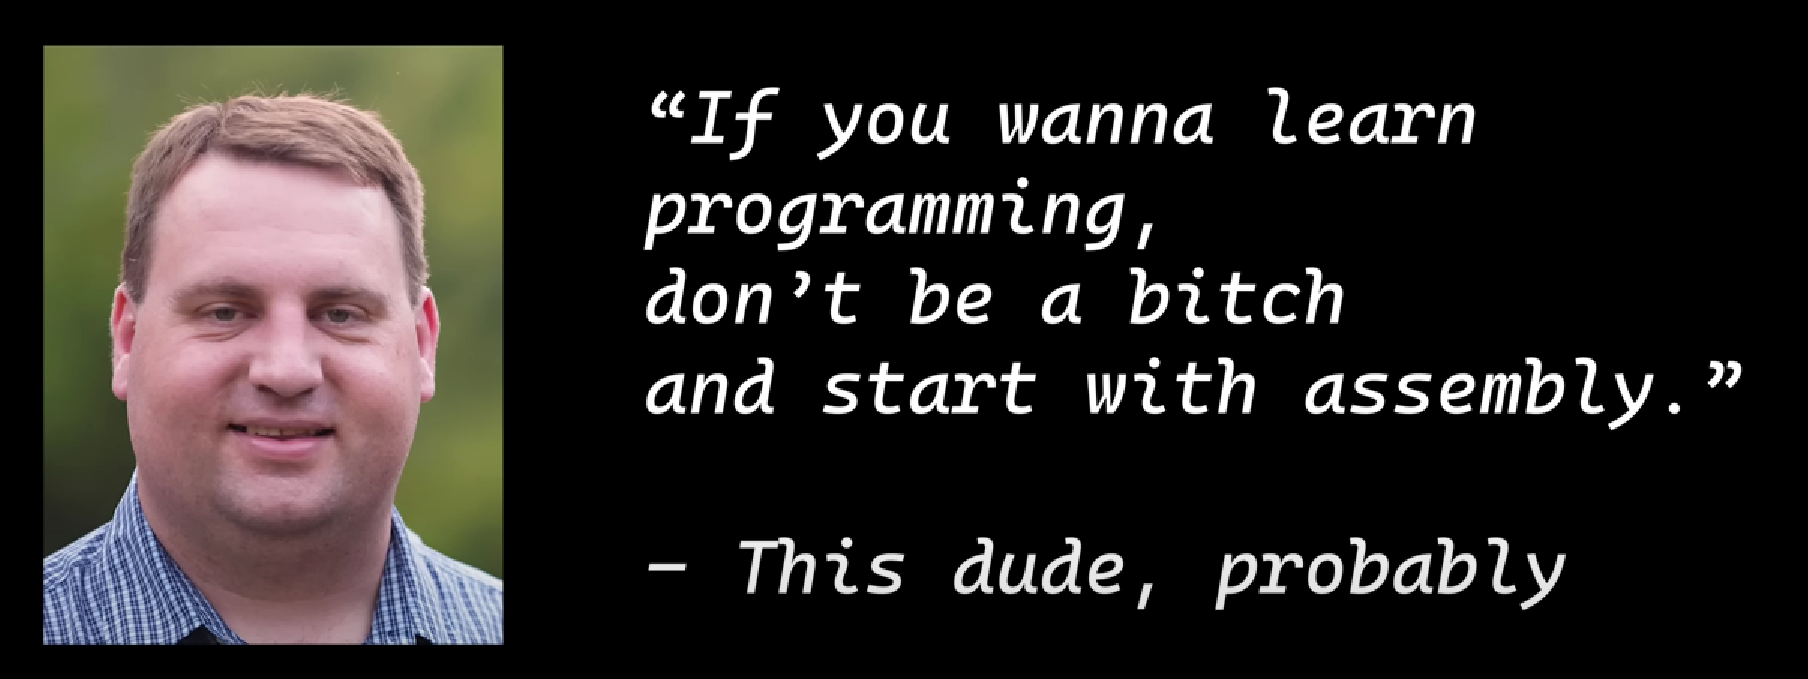 “If you wanna learn
programming,
don’t be a bitch
and start with assembly.”
– This dude, probably